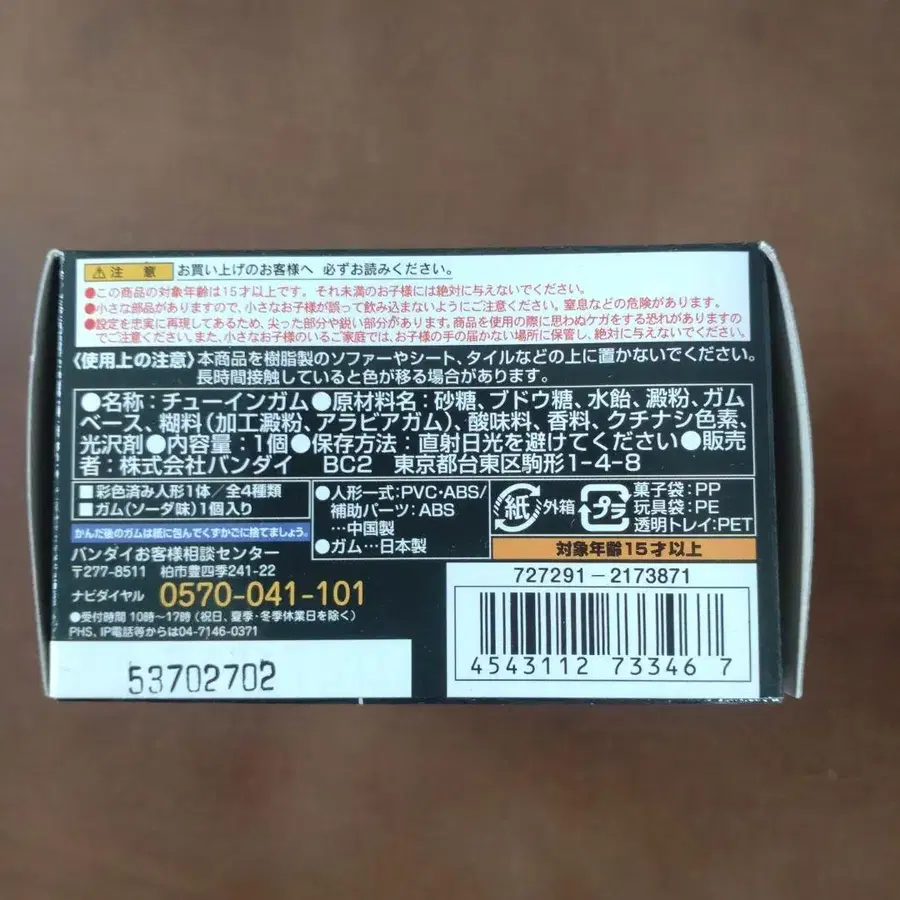 ⚠注 意 お買い上げのお客様へ 必ずお読みください。
●この商品の対象年齢は15才以上です。それ未満のお子様には絶対に与えないでください。
●小さな部品がありますので、小さなお子様が誤って飲み込まないようにご注意ください。窒息などの危険があります。
●設定を忠実に再現してあるため、尖った部分や鋭い部分があります。商品を使用の際に思わぬケガをする恐れがありますので
でご注意ください。また、小さなお子様のいるご家庭では、お子様の手の届かない場所に保管し、絶対に与えないでください。
〈使用上の注意〉本商品を樹脂製のソファーやシート、タイルなどの上に置かないでください。
長時間接触していると色が移る場合があります。
●名称：チューインガム●原材料名：砂糖、ブドウ糖、水飴、澱粉、ガム
ベース、糊料(加工澱粉、アラビアガム)、酸味料、香料、クチナシ色素、
光沢剤●内容量：1個●保存方法：直射日光を避けてください●販売
者：株式会社バンダイ BC2 東京都台東区駒形1-4-8
■彩色済み人形1体／全4種類
■ガム(ソーダ味)1個入り
かんだ後のガムは紙に包んでくずかごに捨てましょう。
●人形一式：PVC・ABS/
補助パーツ：ABS
…中国製
●ガム…日本製
紙 外箱
プラ
菓子袋：PP
玩具袋：PE
透明トレイ：PET
対象年齢15才以上
バンダイお客様相談センター
〒277-8511 柏市豊四季241-22
ナビダイヤル 0570-041-101
●受付時間 10時～17時(祝日、夏季・冬季休業日を除く)
PHS、IP電話等からは04-7146-0371
53702702
727291-2173871
4543112 733467